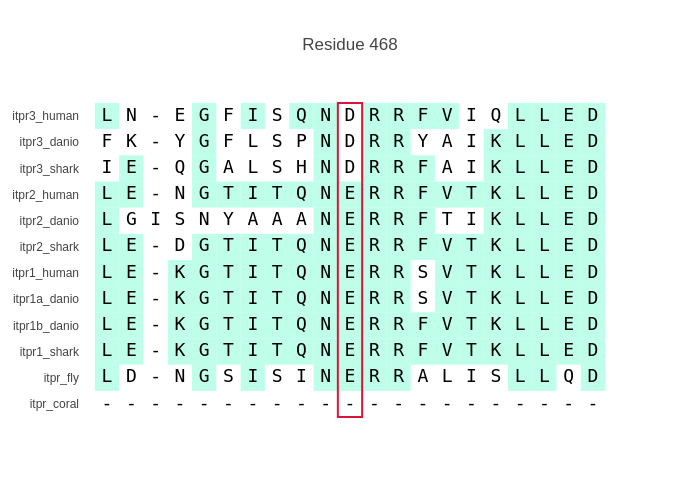 Residue 468
itpr3_human L N - E G F I S Q N D R R F V I Q L L E D
itpr3_danio F K - Y G F L S P N D R R Y A I K L L E D
itpr3_shark I E - Q G A L S H N D R R F A I K L L E D
itpr2_human L E - N G T I T Q N E R R F V T K L L E D
itpr2_danio L G I S N Y A A A N E R R F T I K L L E D
itpr2_shark L E - D G T I T Q N E R R F V T K L L E D
itpr1_human L E - K G T I T Q N E R R S V T K L L E D
itpr1a_danio L E - K G T I T Q N E R R S V T K L L E D
itpr1b_danio L E - K G T I T Q N E R R F V T K L L E D
itpr1_shark L E - K G T I T Q N E R R F V T K L L E D
itpr_fly L D - N G S I S I N E R R A L I S L L Q D
itpr_coral - - - - - - - - - - - - - - - - - - - - -